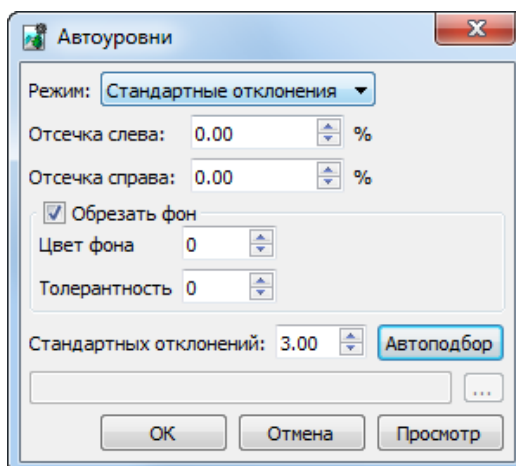 Автоуровни
Режим: Стандартные отклонения
Отсечка слева: 0.00 %
Отсечка справа: 0.00 %
Обрезать фон
Цвет фона 0
Толерантность 0
Стандартных отклонений: 3.00 Автоподбор
...
ОК Отмена Просмотр